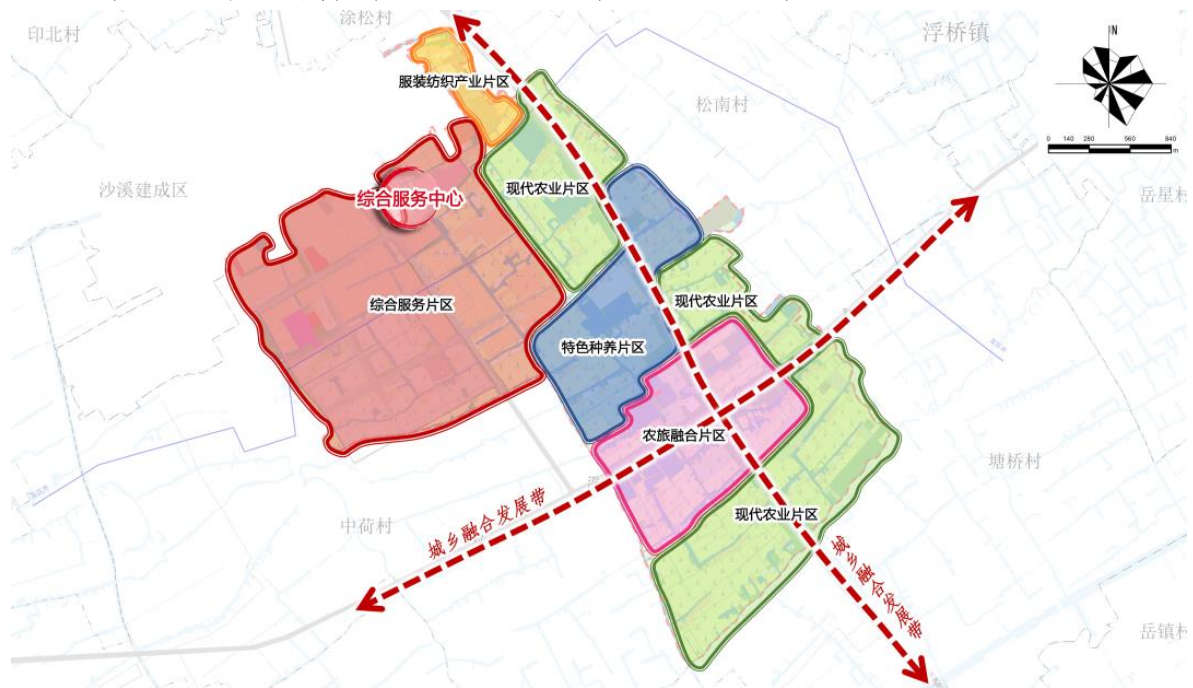 涂松村
印北村
浮桥镇
N
服装纺织产业片区
松南村
0 140 280 560 840
m
沙溪建成区
现代农业片区
岳星村
综合服务中心
综合服务片区
现代农业片区
特色种养片区
农旅融合片区
塘桥村
城乡融合发展带
中荷村
现代农业片区
城乡融合发展带
岳镇村